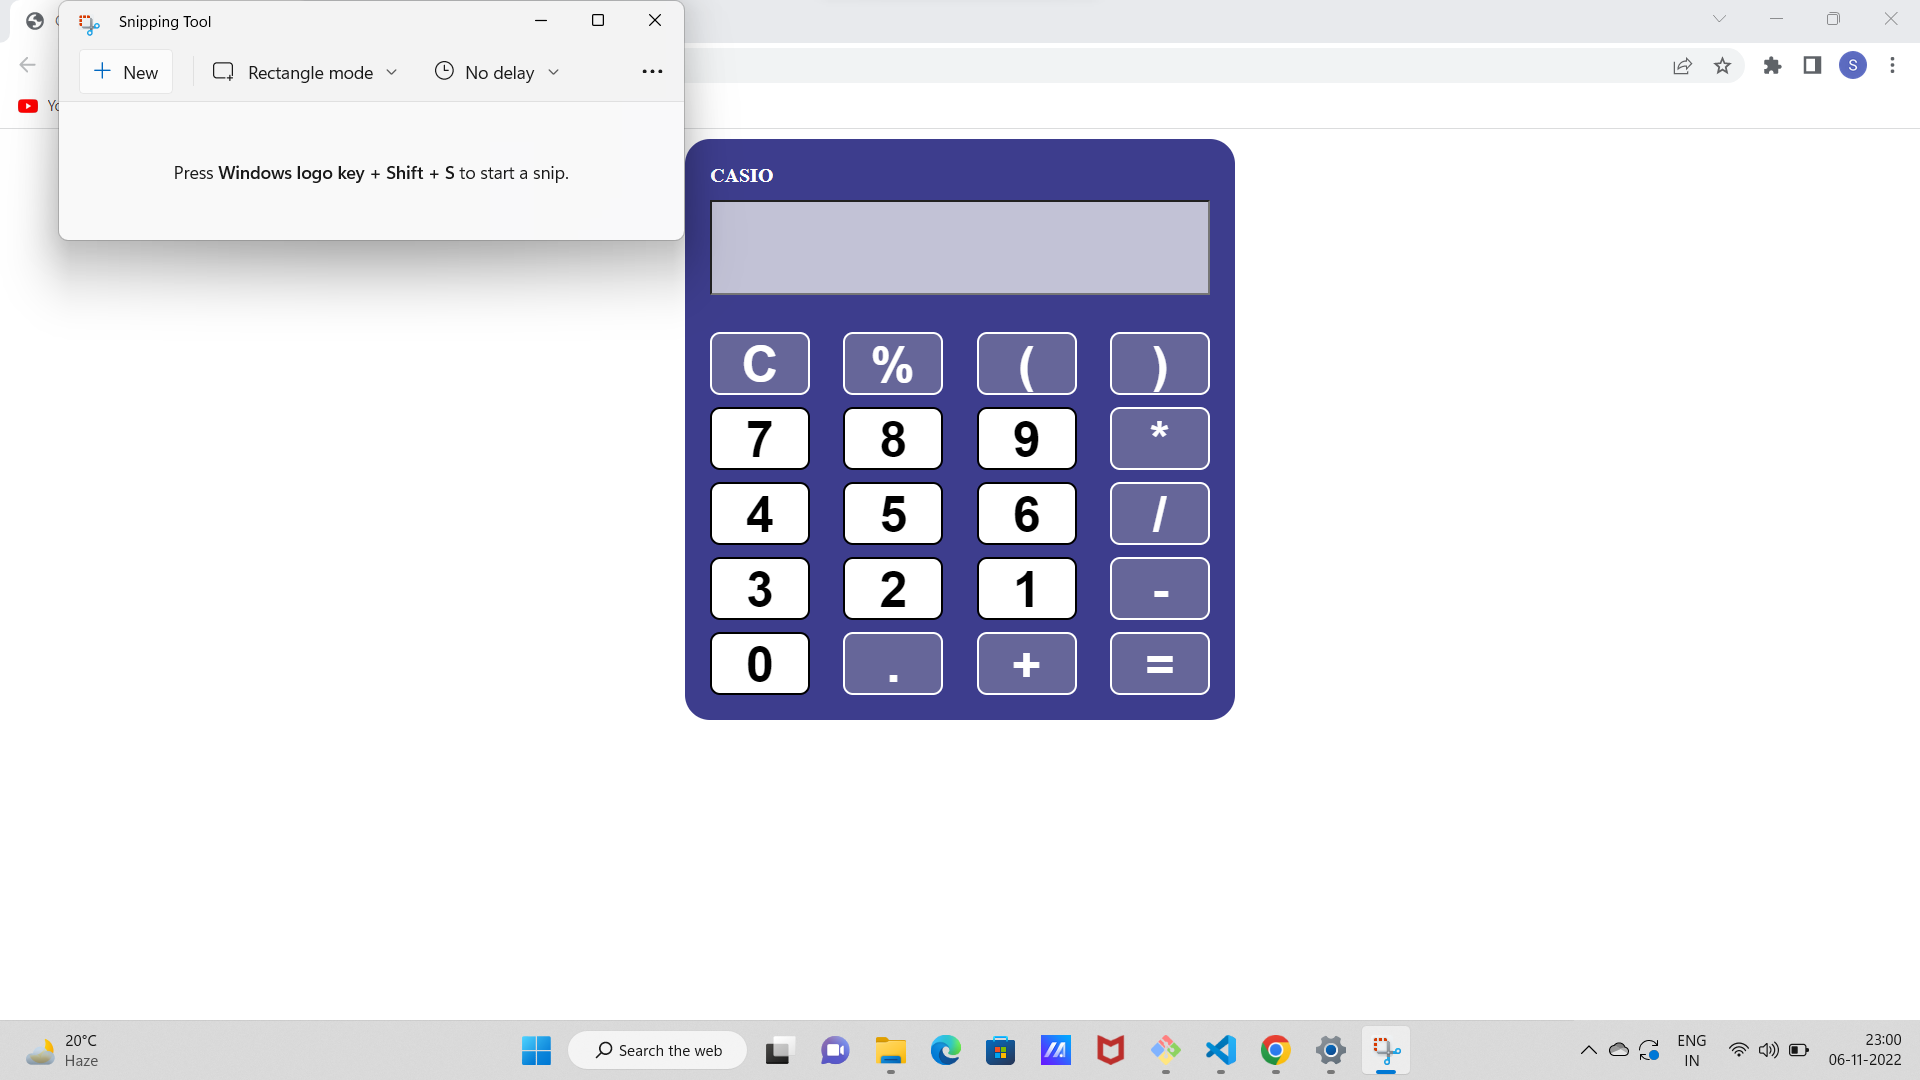 Snipping Tool
New
Rectangle mode
No delay
Press Windows logo key + Shift + S to start a snip.
S
CASIO
C % ( )
7 8 9 *
4 5 6 /
3 2 1 -
0 . + =
20°C
Haze
Search the web
ENG
IN
23:00
06-11-2022